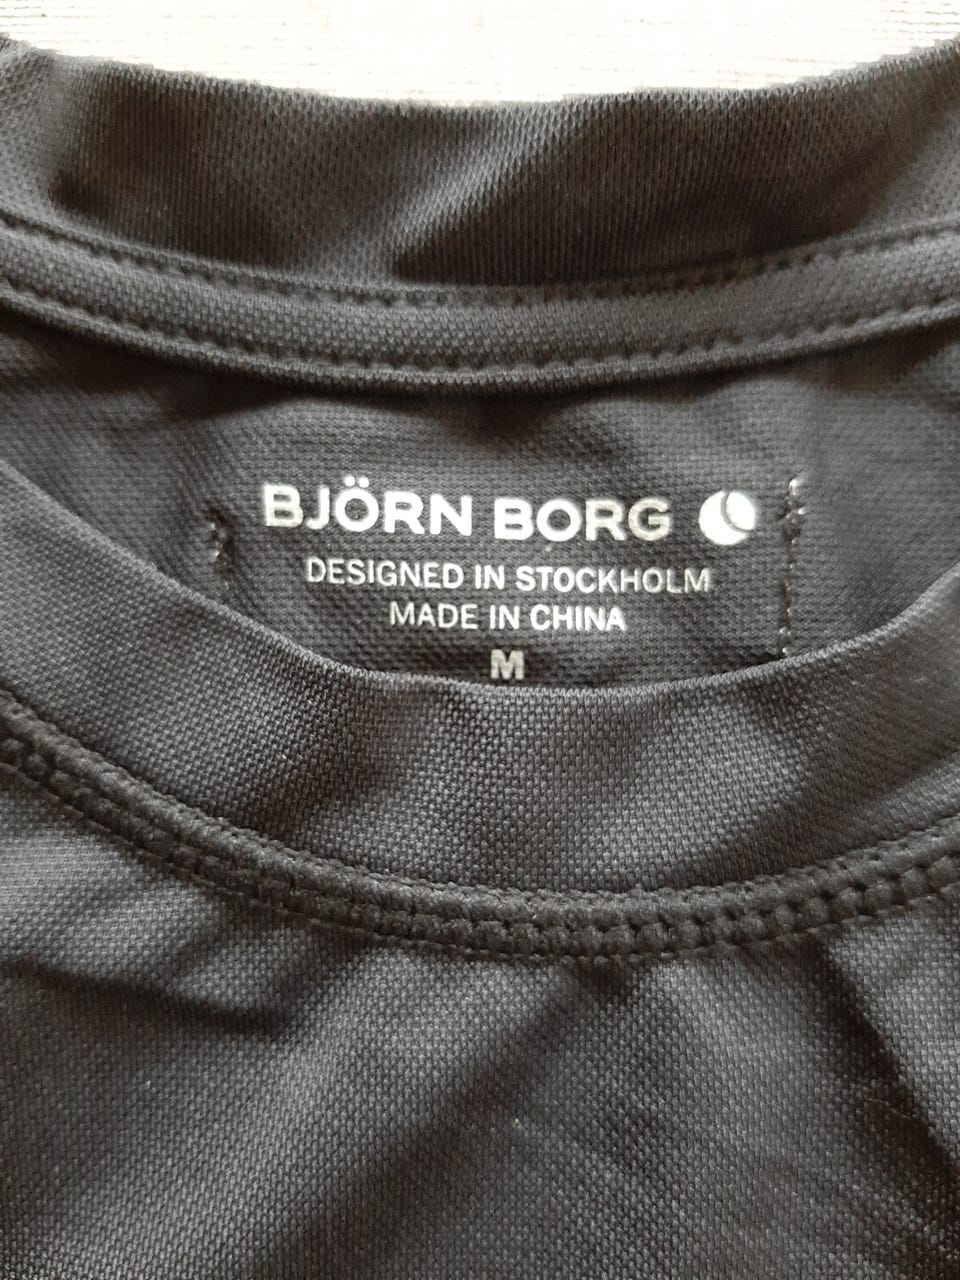 BJÖRN BORG
DESIGNED IN STOCKHOLM
MADE IN CHINA
M